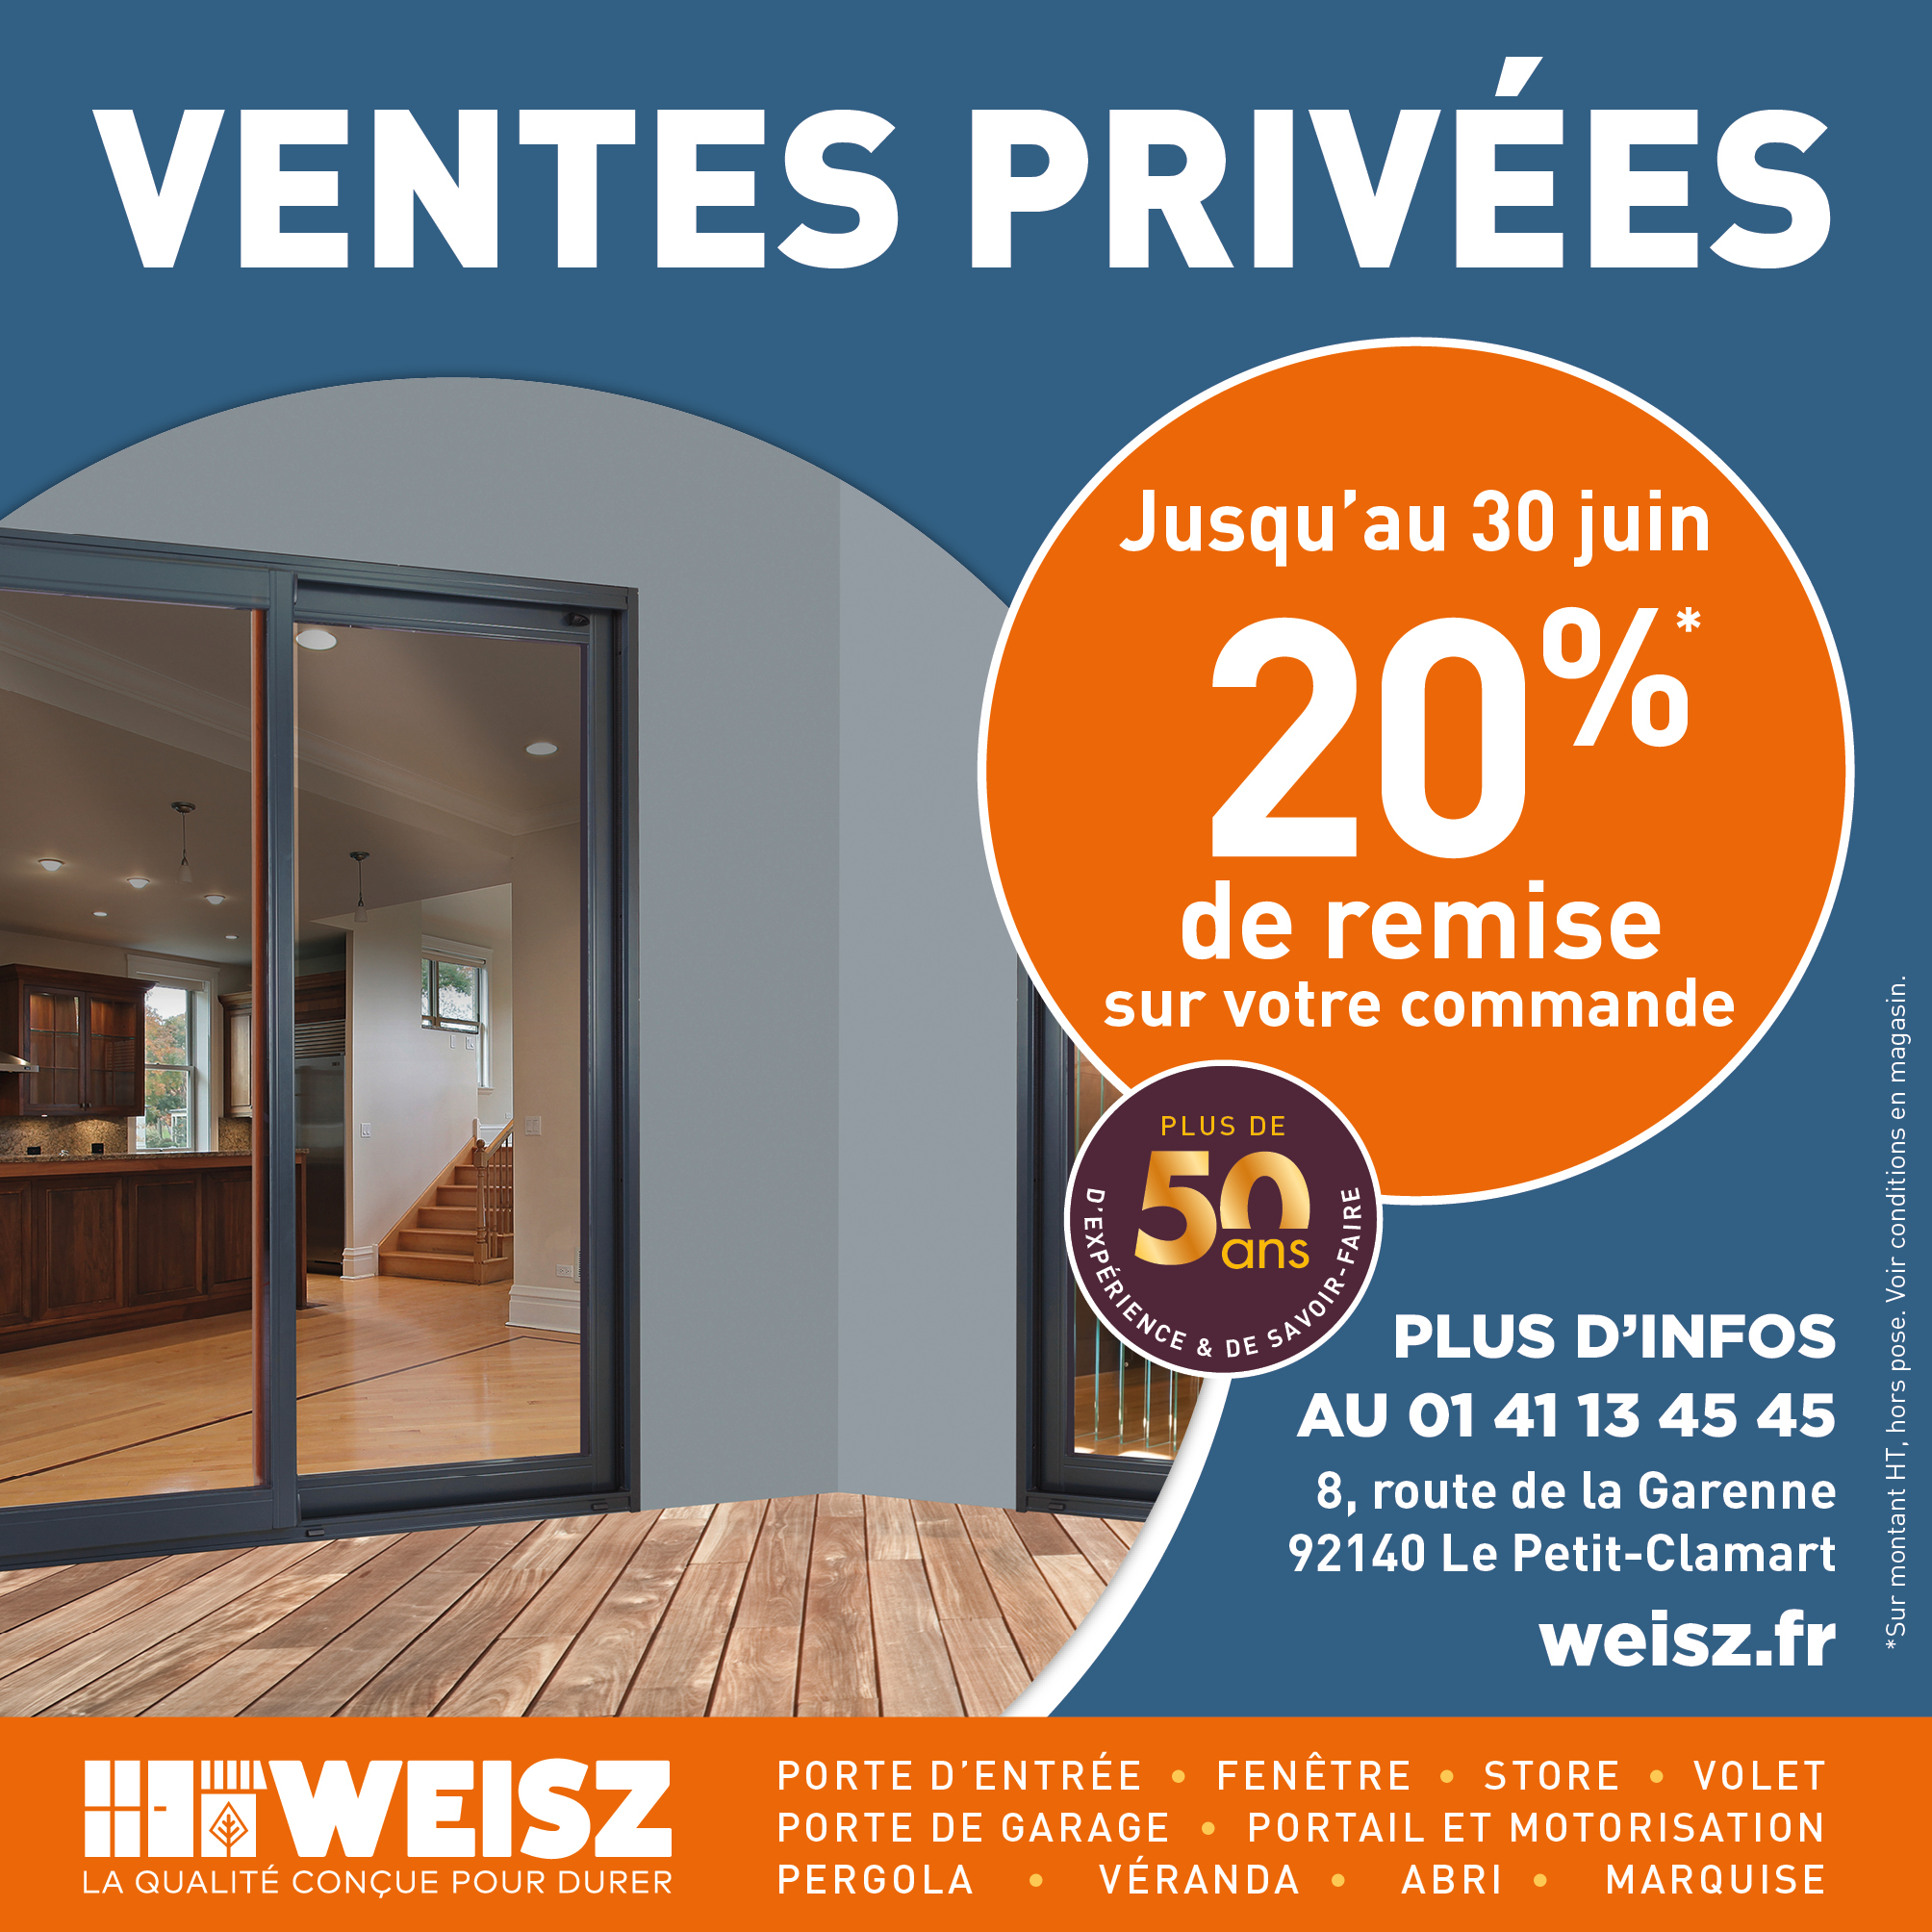 VENTES PRIVÉES
Jusqu'au 30 juin
20%*
de remise
sur votre commande
PLUS DE
50
ans
D'EXPÉRIENCE & DE SAVOIR-FAIRE
PLUS D'INFOS
AU 01 41 13 45 45
8, route de la Garenne
92140 Le Petit-Clamart
weisz.fr
*Sur montant HT, hors pose. Voir conditions en magasin.
WEISZ
LA QUALITÉ CONÇUE POUR DURER
PORTE D'ENTRÉE • FENÊTRE • STORE • VOLET
PORTE DE GARAGE • PORTAIL ET MOTORISATION
PERGOLA • VÉRANDA • ABRI • MARQUISE